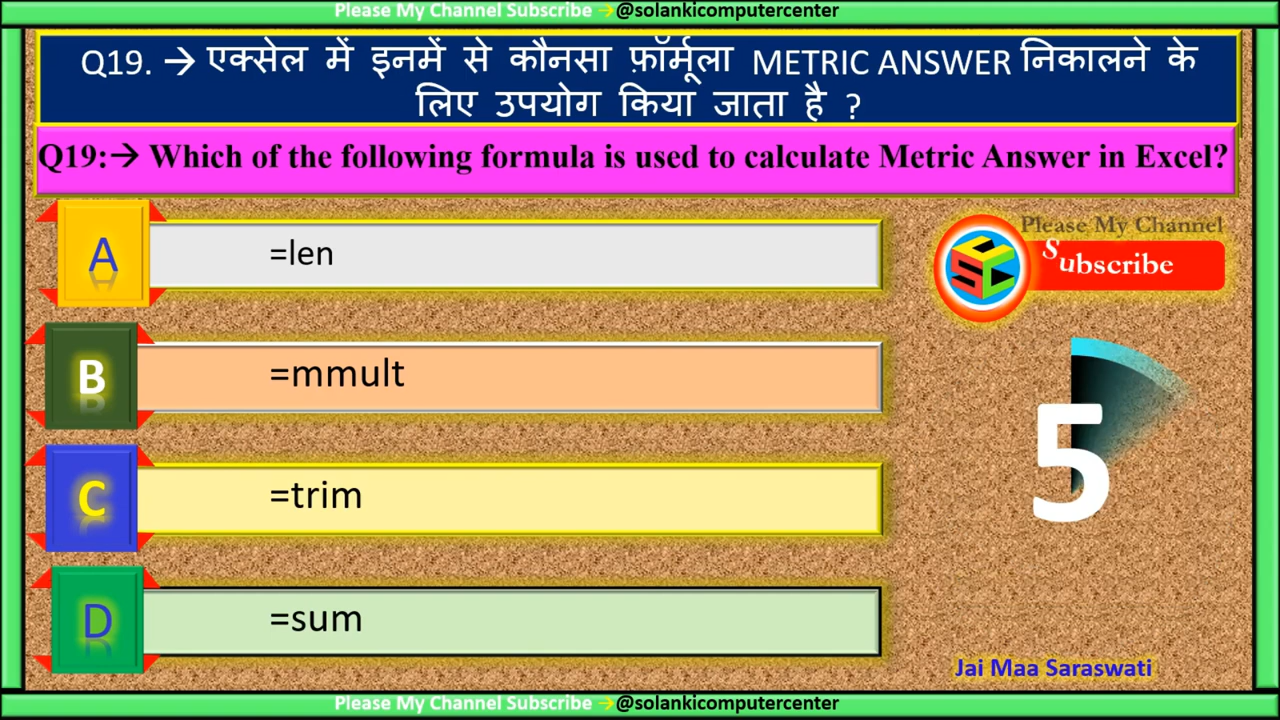 Please My Channel Subscribe → @solankicomputercenter
Q19. → एक्सेल में इनमें से कौनसा फ़ॉर्मूला METRIC ANSWER निकालने के
लिए उपयोग किया जाता है ?
Q19:→ Which of the following formula is used to calculate Metric Answer in Excel?
A =len
Please My Channel
Subscribe
SCC
B =mmult
5
C =trim
D =sum
Jai Maa Saraswati
Please My Channel Subscribe → @solankicomputercenter